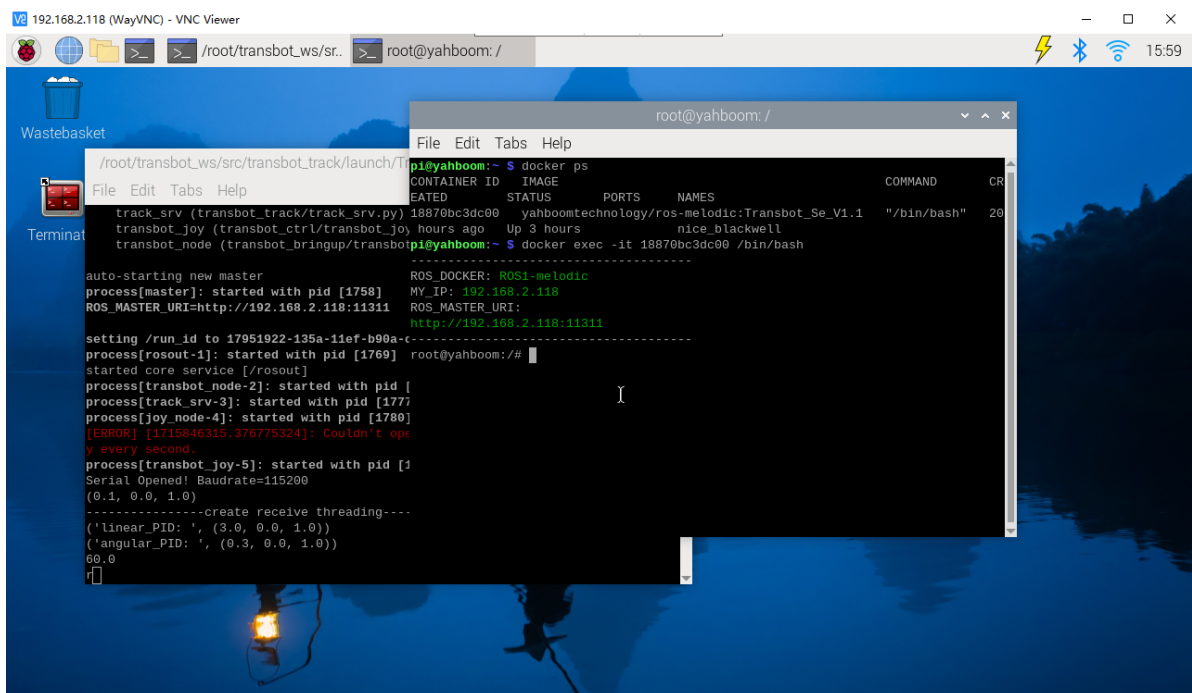 192.168.2.118 (WayVNC) - VNC Viewer
/root/transbot_ws/sr..
root@yahboom: /
15:59
Wastebasket
Terminat
/root/transbot_ws/src/transbot_track/launch/Tr
File Edit Tabs Help
track_srv (transbot_track/track_srv.py)
transbot_joy (transbot_ctrl/transbot_joy
transbot_node (transbot_bringup/transbot
auto-starting new master
process[master]: started with pid [1758]
ROS_MASTER_URI=http://192.168.2.118:11311
setting /run_id to 17951922-135a-11ef-b90a-
process[rosout-1]: started with pid [1769]
started core service [/rosout]
process[transbot_node-2]: started with pid [
process[track_srv-3]: started with pid [1777
process[joy_node-4]: started with pid [1780]
[ERROR] [1715846315.376775324]: Couldn't ope
y every second.
process[transbot_joy-5]: started with pid [1
Serial Opened! Baudrate=115200
(0.1, 0.0, 1.0)
----------------create receive threading----
('linear_PID: ', (3.0, 0.0, 1.0))
('angular_PID: ', (0.3, 0.0, 1.0))
60.0
r
root@yahboom: /
File Edit Tabs Help
pi@yahboom:~ $ docker ps
CONTAINER ID IMAGE COMMAND CR
EATED STATUS PORTS NAMES
18870bc3dc00 yahboomtechnology/ros-melodic:Transbot_Se_V1.1 "/bin/bash" 20
hours ago Up 3 hours nice_blackwell
pi@yahboom:~ $ docker exec -it 18870bc3dc00 /bin/bash
--------------------------------------
ROS_DOCKER: ROS1-melodic
MY_IP: 192.168.2.118
ROS_MASTER_URI:
http://192.168.2.118:11311
--------------------------------------
root@yahboom:/#